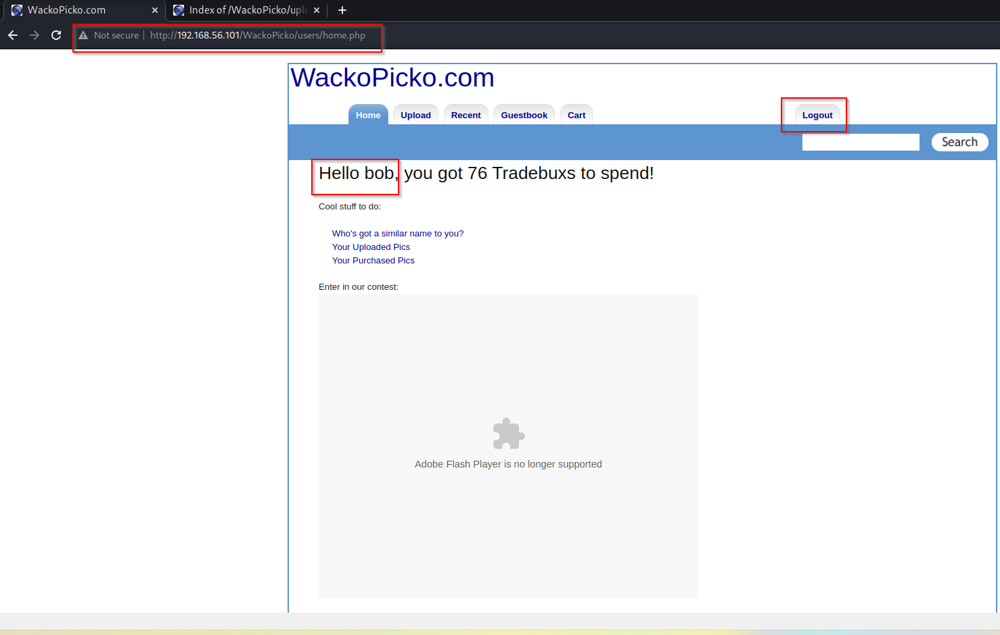 WackoPicko.com
Index of /WackoPicko/uplo
Not secure | http://192.168.56.101/WackoPicko/users/home.php
WackoPicko.com
Home Upload Recent Guestbook Cart Logout
Search
Hello bob, you got 76 Tradebuxs to spend!
Cool stuff to do:
Who's got a similar name to you?
Your Uploaded Pics
Your Purchased Pics
Enter in our contest:
Adobe Flash Player is no longer supported